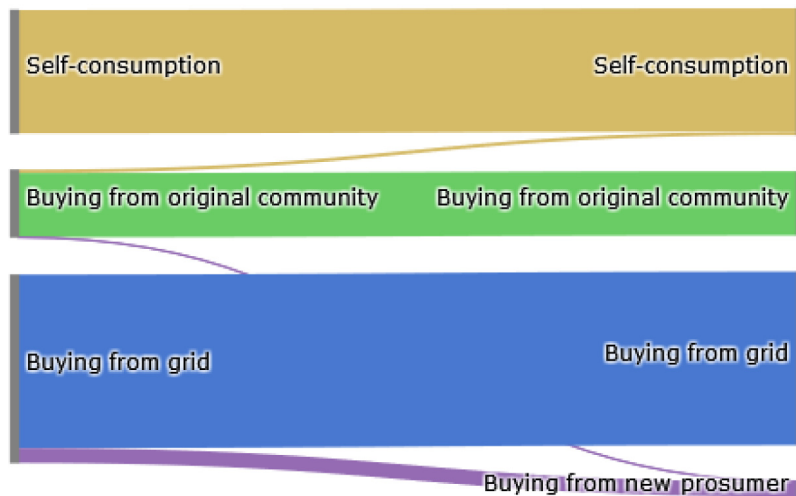 Self-consumption Self-consumption
Buying from original community Buying from original community
Buying from grid Buying from grid
Buying from new prosumer